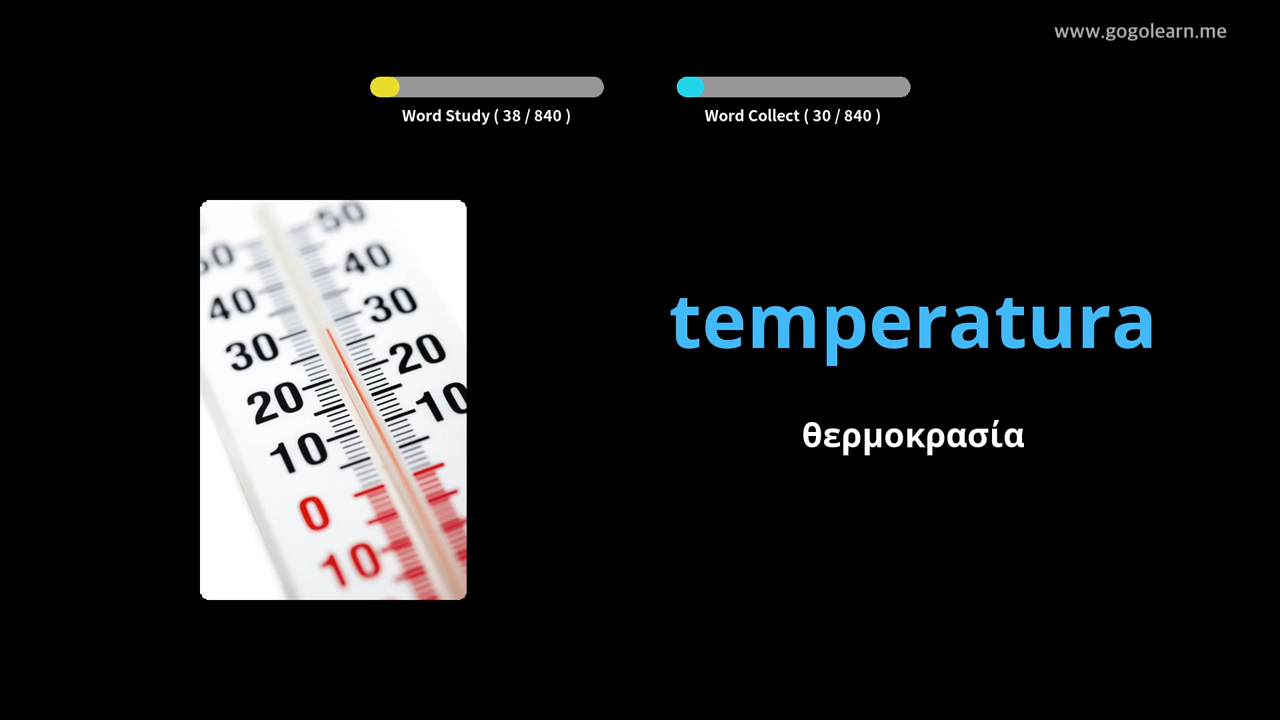 www.gogolearn.me
Word Study ( 38 / 840 )
Word Collect ( 30 / 840 )
50
50
40
40
30
30
20
20
10
10
0
10
temperatura
θερμοκρασία